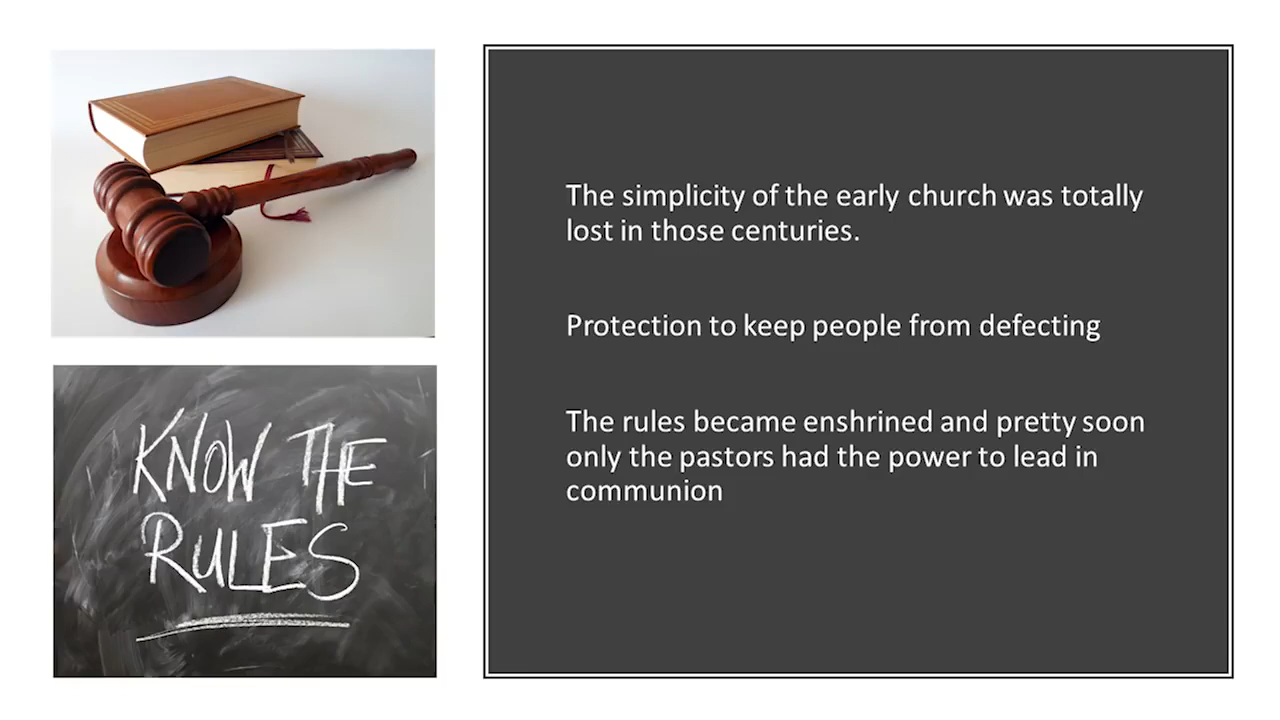 KNOW THE
RULES
The simplicity of the early church was totally
lost in those centuries.
Protection to keep people from defecting
The rules became enshrined and pretty soon
only the pastors had the power to lead in
communion